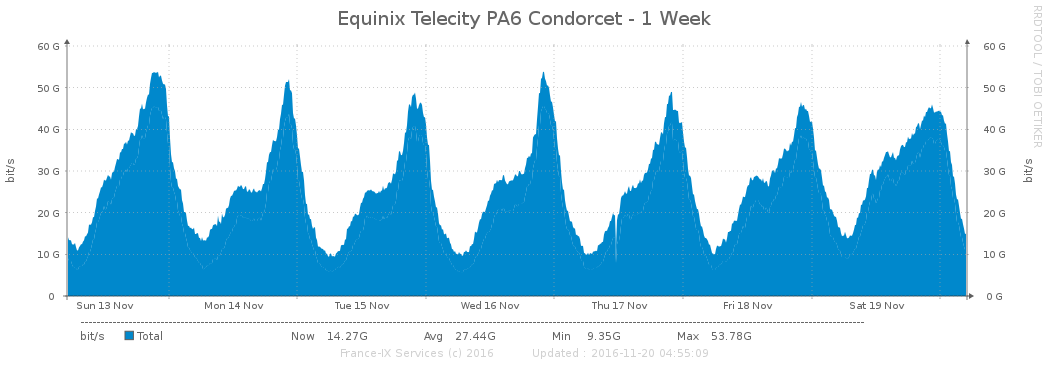 Equinix Telecity PA6 Condorcet - 1 Week
RRDTOOL / TOBI OETIKER
60 G 60 G
50 G 50 G
40 G 40 G
30 G 30 G
20 G 20 G
10 G 10 G
0 0 G
bit/s
bit/s
Sun 13 Nov Mon 14 Nov Tue 15 Nov Wed 16 Nov Thu 17 Nov Fri 18 Nov Sat 19 Nov
bit/s Total Now 14.27G Avg 27.44G Min 9.35G Max 53.78G
France-IX Services (c) 2016 Updated : 2016-11-20 04:55:09